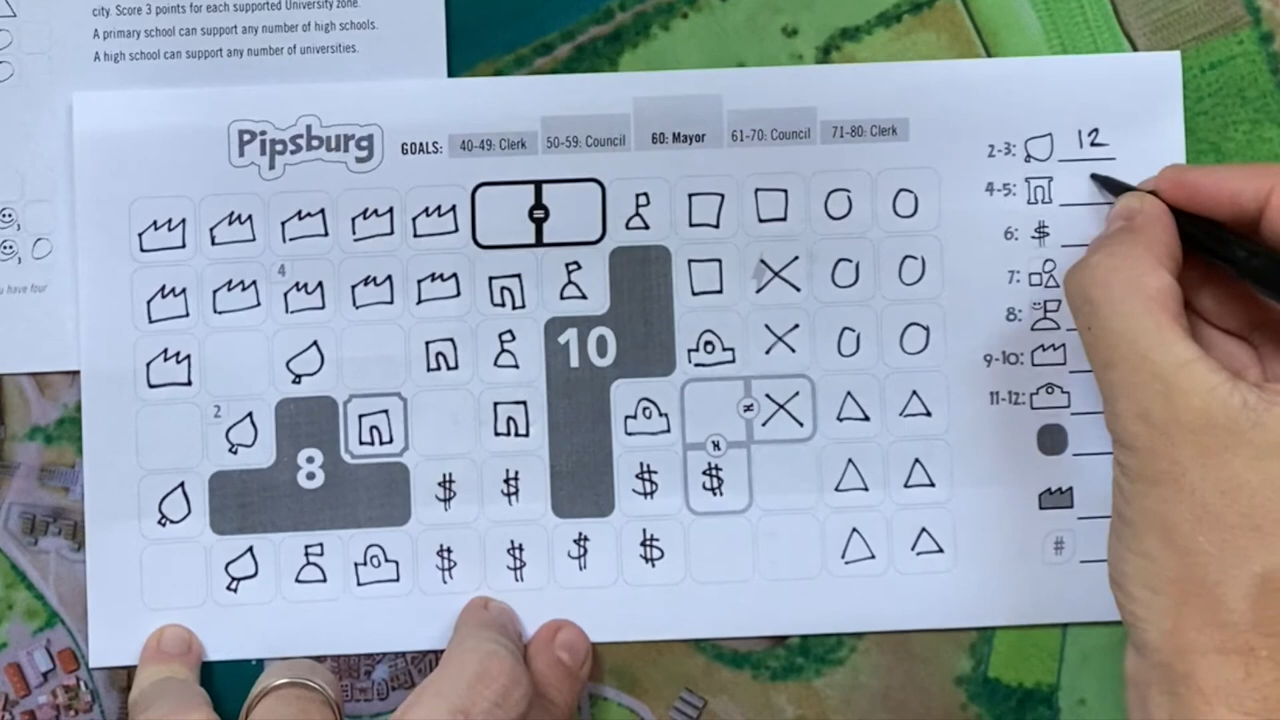 city. Score 3 points for each supported University zone.
A primary school can support any number of high schools.
A high school can support any number of universities.
Pipsburg
GOALS: 40-49: Clerk 50-59: Council 60: Mayor 61-70: Council 71-80: Clerk
2-3: 12
4-5:
6: $
7:
8:
9-10:
11-12:
#
=
4
10
2
≠
≠
8
$ $ $ $
$ $ $ $
u have four